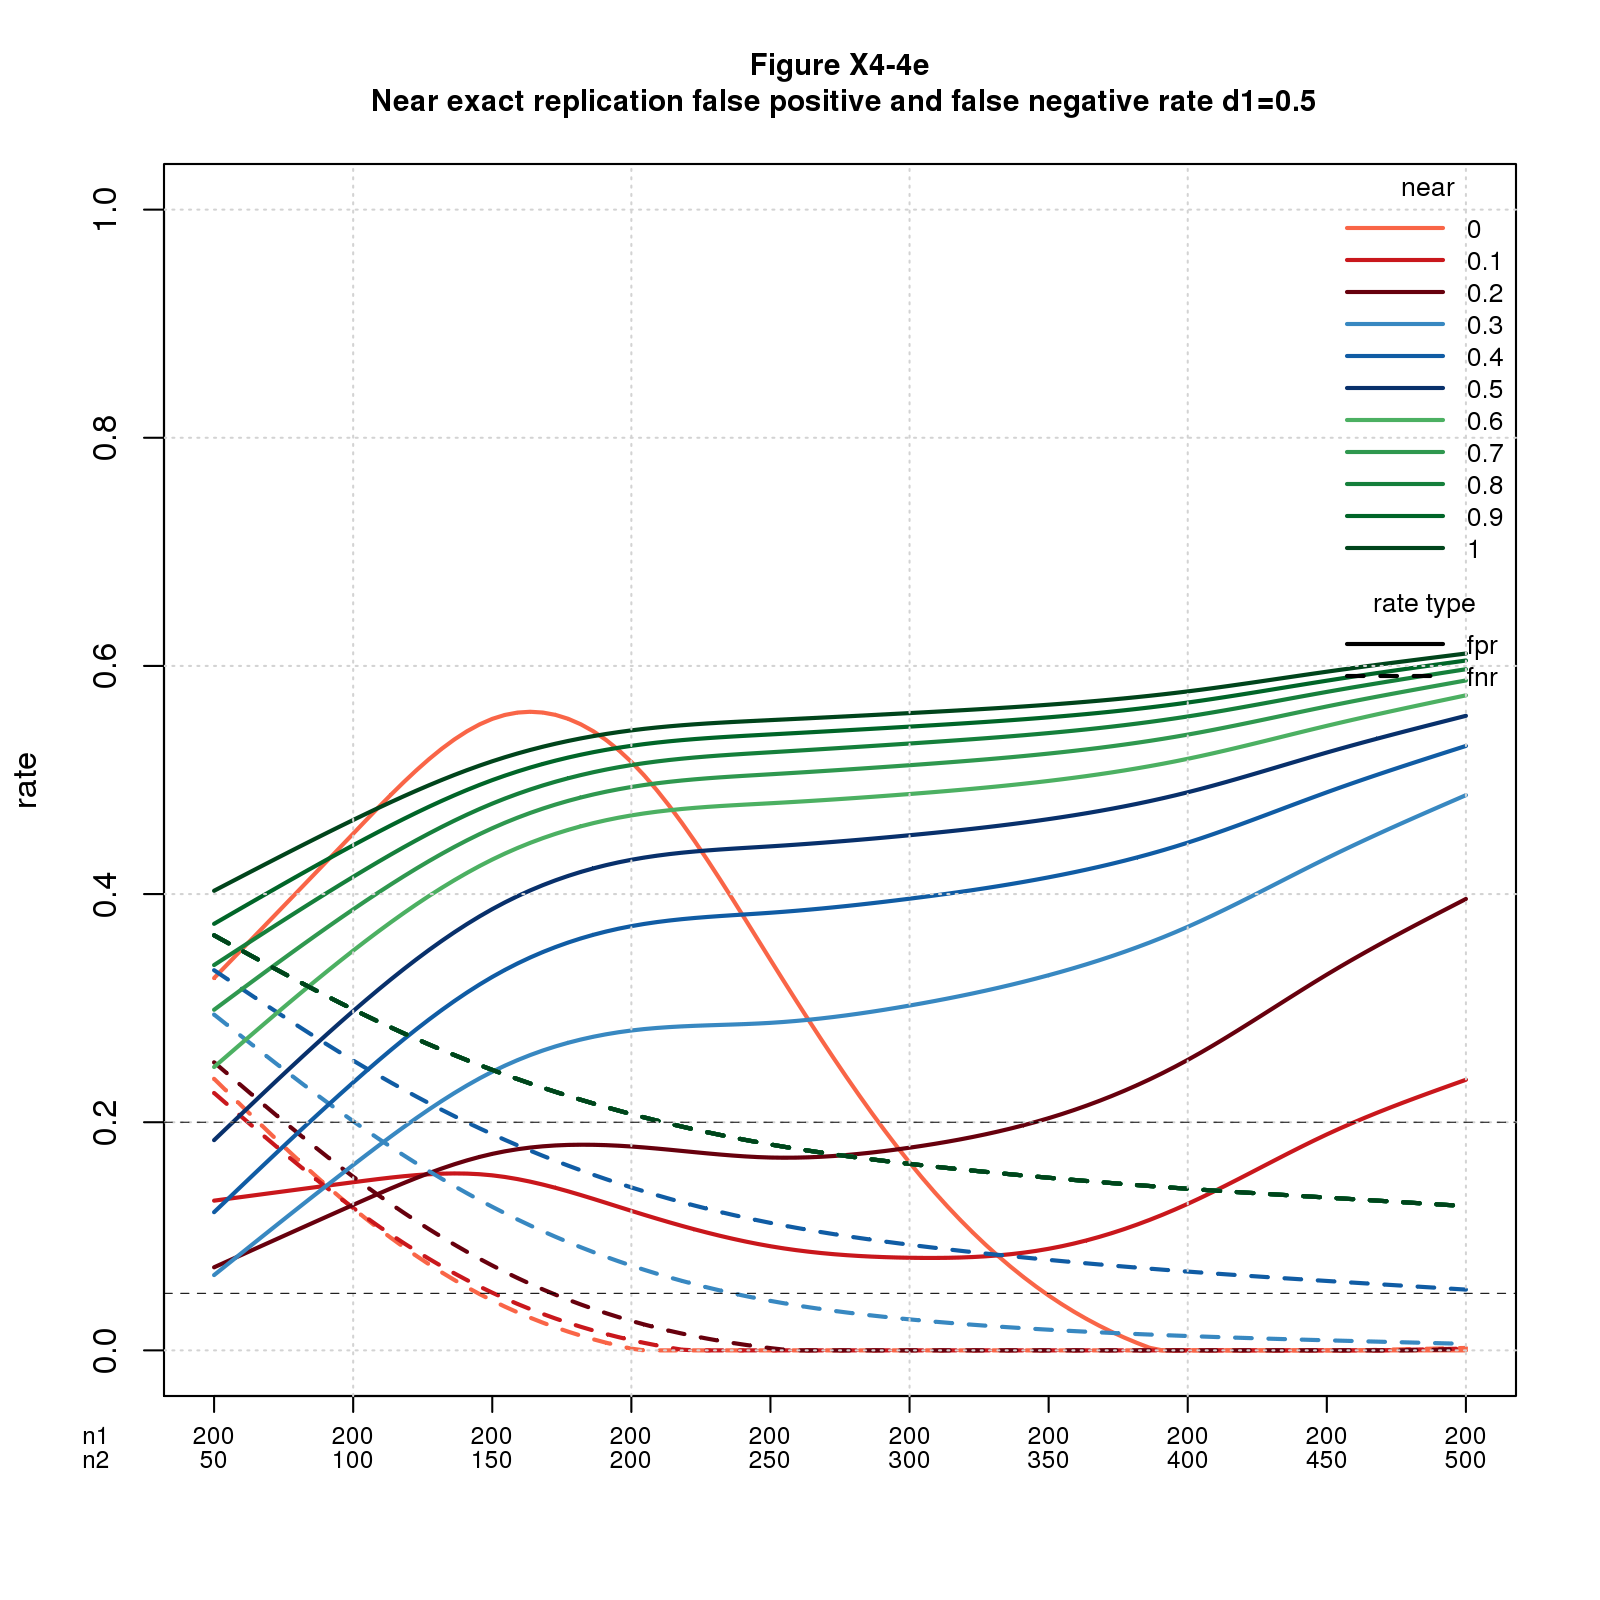 Figure X4-4e
Near exact replication false positive and false negative rate d1=0.5
near
0
0.1
0.2
0.3
0.4
0.5
0.6
0.7
0.8
0.9
1
rate type
fpr
fnr
rate
1.0
0.8
0.6
0.4
0.2
0.0
n1 200 200 200 200 200 200 200 200 200 200
n2 50 100 150 200 250 300 350 400 450 500